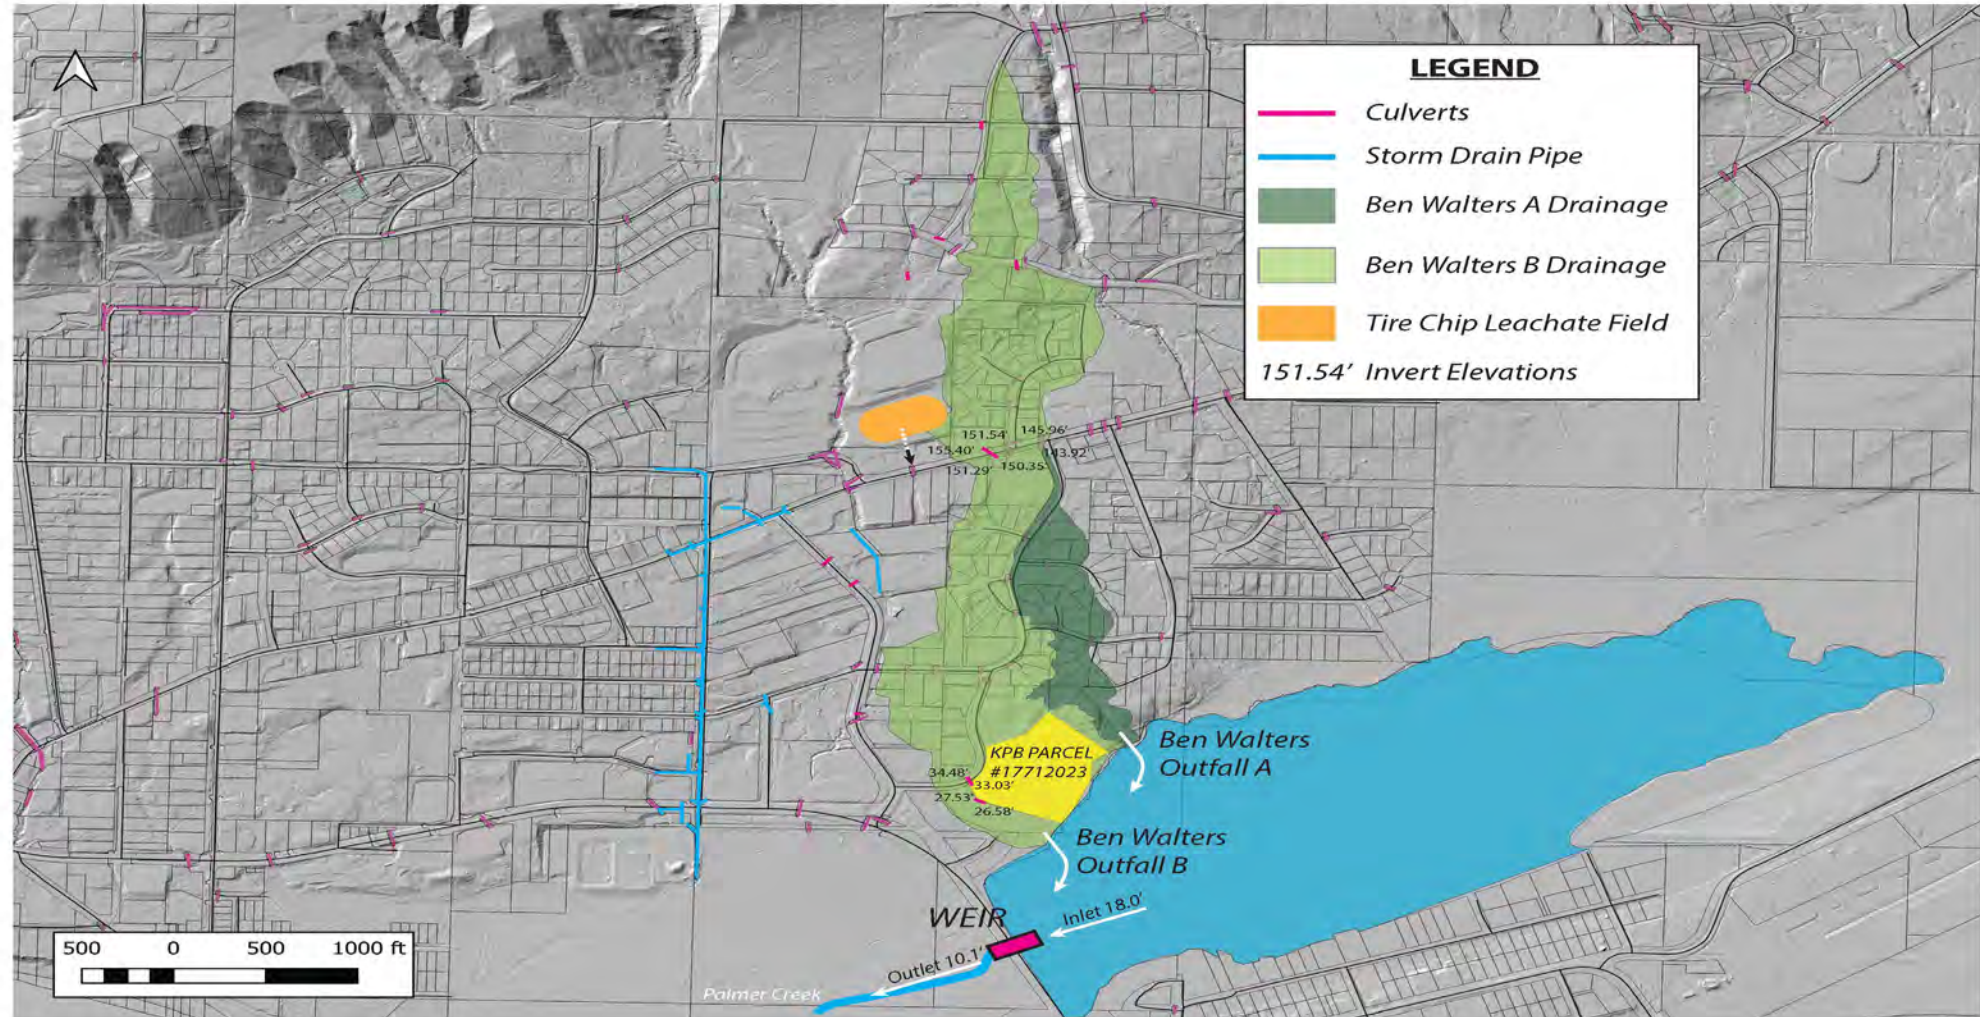 LEGEND
Culverts
Storm Drain Pipe
Ben Walters A Drainage
Ben Walters B Drainage
Tire Chip Leachate Field
151.54’ Invert Elevations
151.54’
145.96’
155.40’
143.92’
151.29’
150.35’
KPB PARCEL
#17712023
34.48’
33.03’
27.53’
26.58’
Ben Walters
Outfall A
Ben Walters
Outfall B
WEIR
Inlet 18.0’
Outlet 10.1’
Palmer Creek
500 0 500 1000 ft